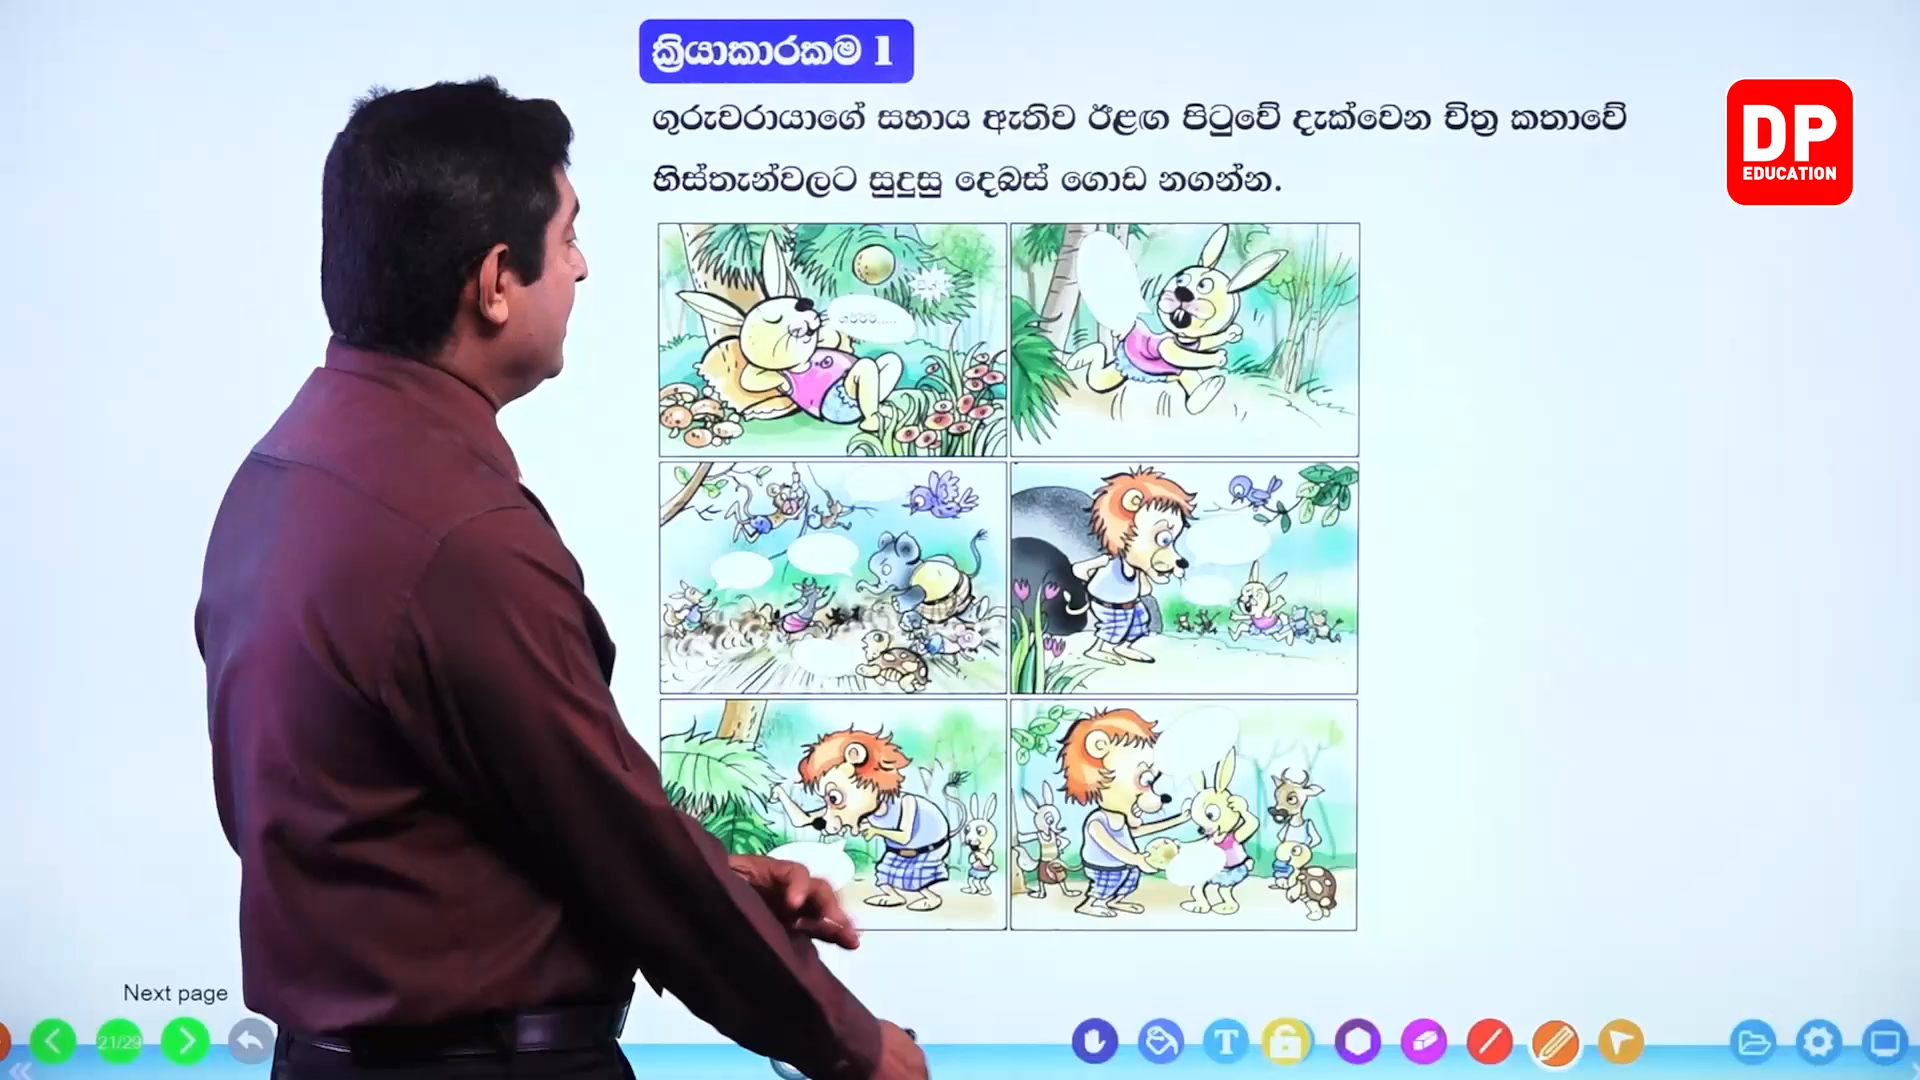 ක්‍රියාකාරකම 1
ගුරුවරයාගේ සහාය ඇතිව ඊළඟ පිටුවේ දැක්වෙන චිත්‍ර කතාවේ
හිස්තැන්වලට සුදුසු දෙබස් ගොඩ නගන්න.
DP
EDUCATION
Next page
21/29
T